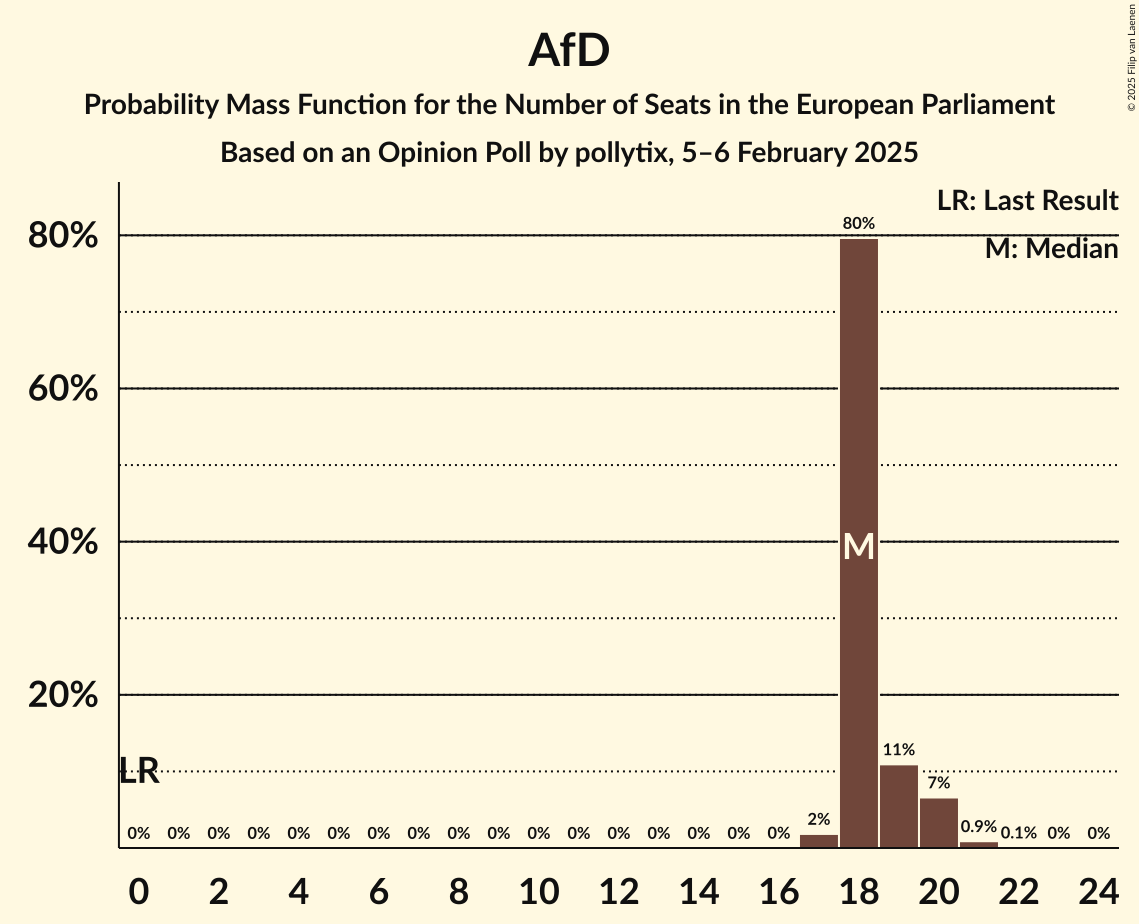 AfD
Probability Mass Function for the Number of Seats in the European Parliament
Based on an Opinion Poll by pollytix, 5–6 February 2025
© 2025 Filip van Laenen
LR: Last Result
M: Median
80%
60%
40%
20%
80%
M
LR
11%
7%
2%
0.9%
0.1%
0% 0% 0% 0% 0% 0% 0% 0% 0% 0% 0% 0% 0% 0% 0% 0% 0% 0% 0%
0 2 4 6 8 10 12 14 16 18 20 22 24